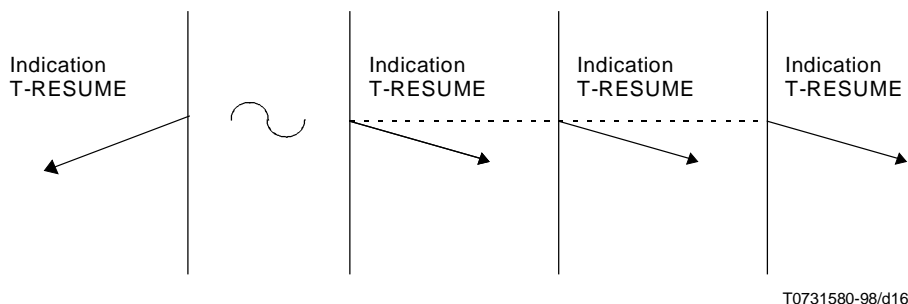 Indication
T-RESUME
Indication
T-RESUME
Indication
T-RESUME
Indication
T-RESUME
T0731580-98/d16